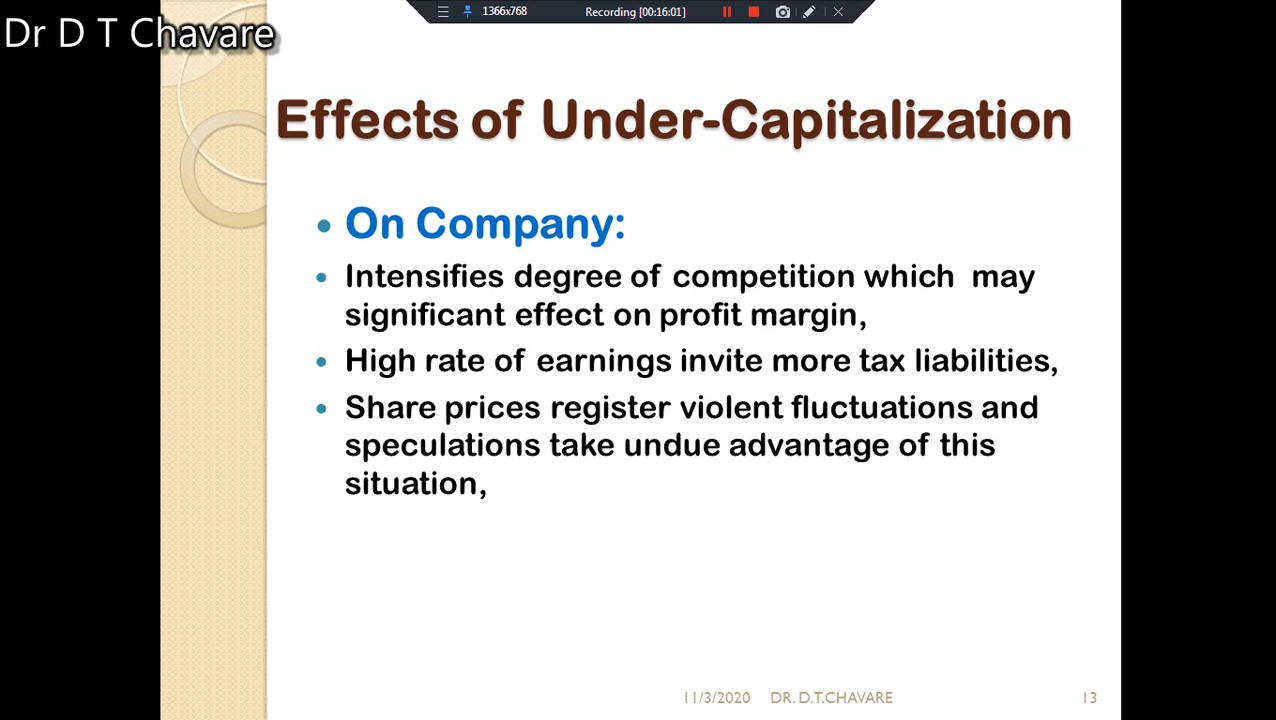 1366x768 Recording [00:16:01]
Dr D T Chavare
Effects of Under-Capitalization
• On Company:
• Intensifies degree of competition which may
significant effect on profit margin,
• High rate of earnings invite more tax liabilities,
• Share prices register violent fluctuations and
speculations take undue advantage of this
situation,
11/3/2020 DR. D.T.CHAVARE 13